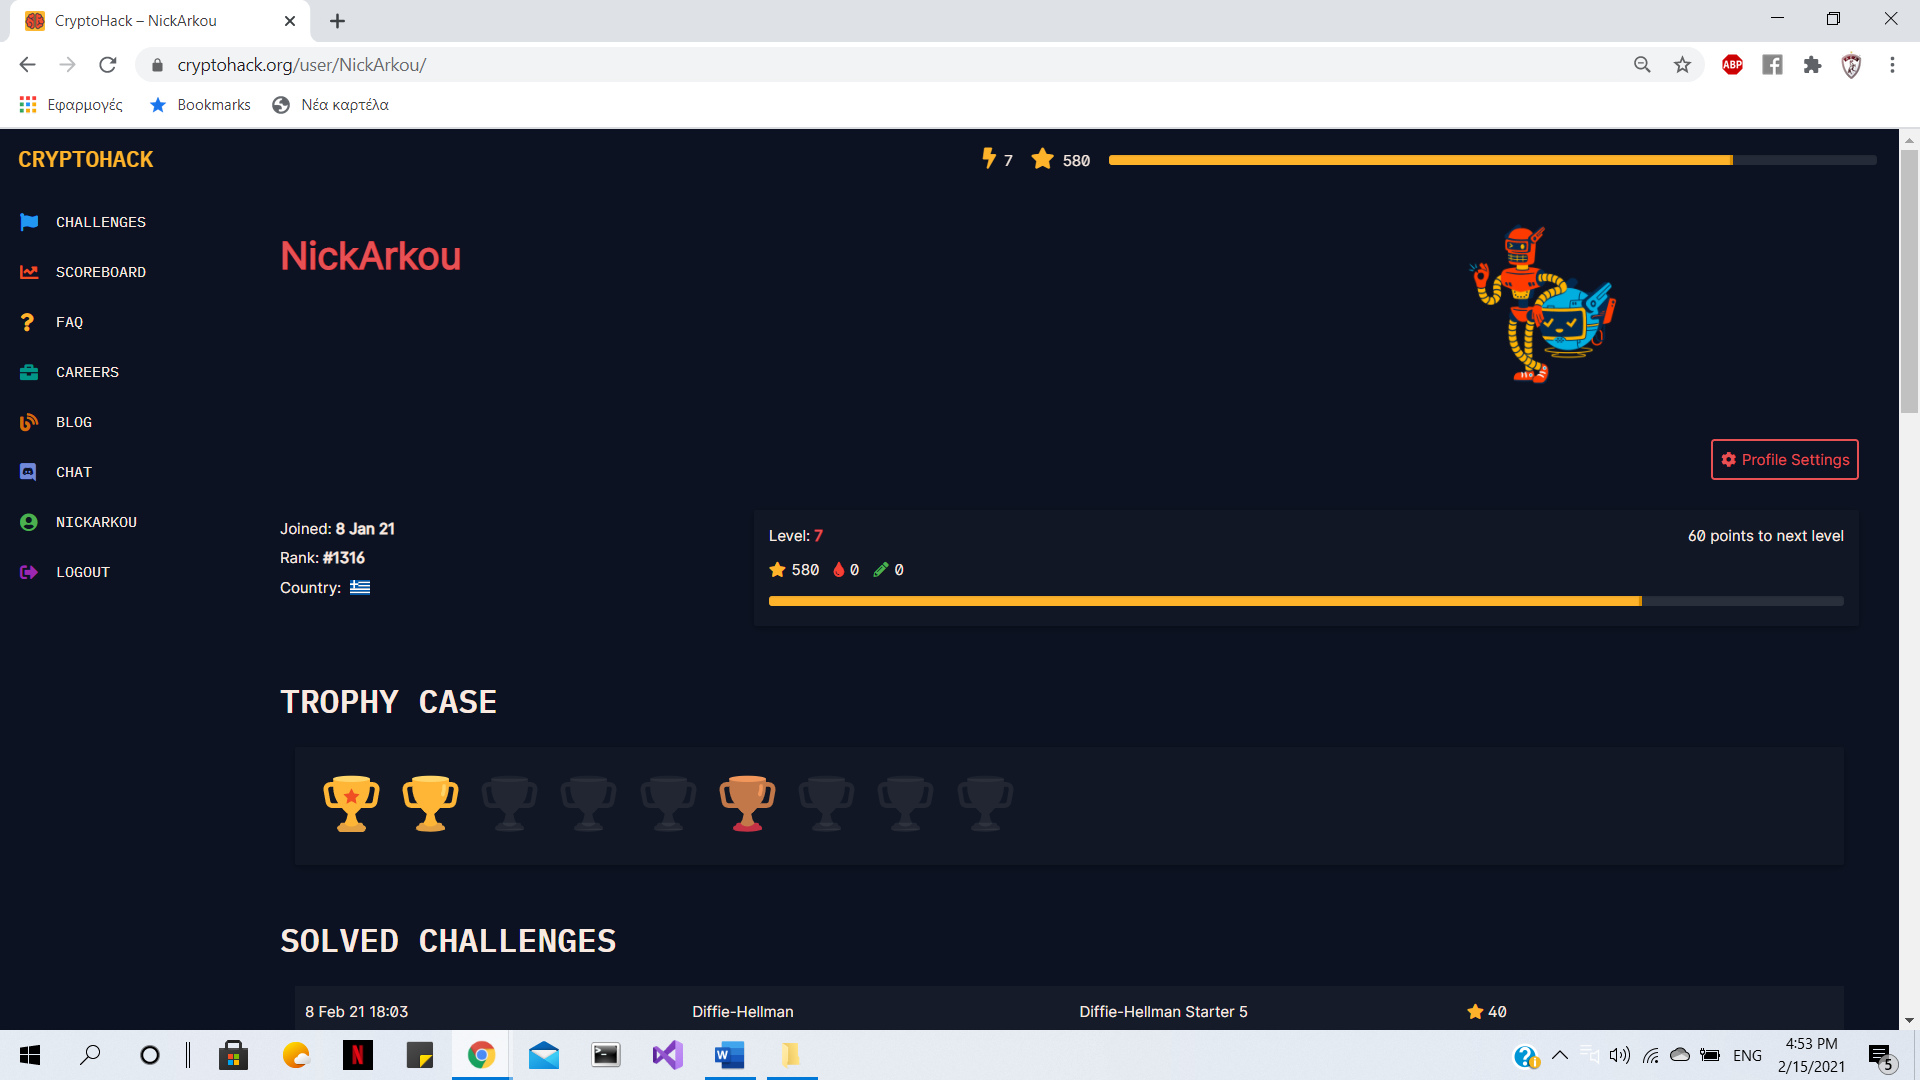 CryptoHack – NickArkou
cryptohack.org/user/NickArkou/
ABP
Εφαρμογές
Bookmarks
Νέα καρτέλα
CRYPTOHACK
7
580
CHALLENGES
SCOREBOARD
FAQ
CAREERS
BLOG
CHAT
NICKARKOU
LOGOUT
NickArkou
Profile Settings
Joined: 8 Jan 21
Rank: #1316
Country:
Level: 7
60 points to next level
580 0 0
TROPHY CASE
SOLVED CHALLENGES
8 Feb 21 18:03 Diffie-Hellman Diffie-Hellman Starter 5 40
ENG
4:53 PM
2/15/2021
5